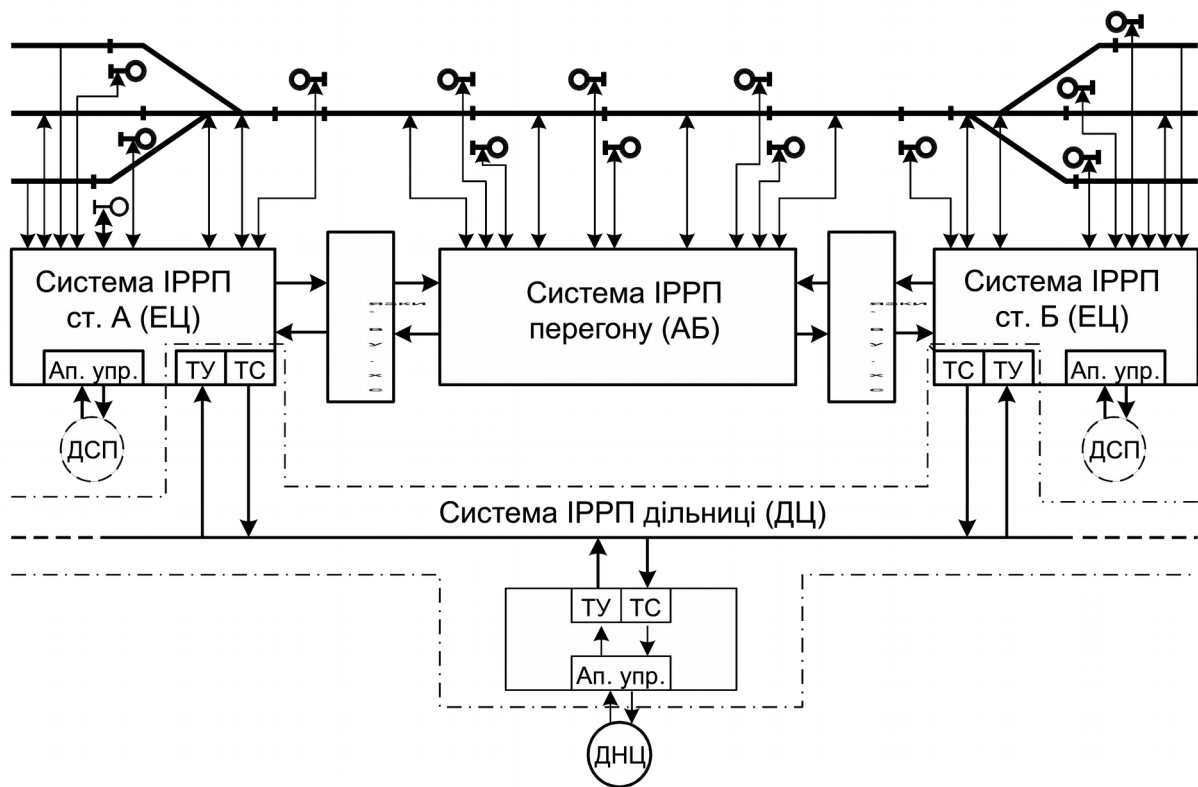 Система ІРРП
ст. А (ЕЦ)
Ап. упр.
ТУ
ТС
ДСП
Система ІРРП
перегону (АБ)
Система ІРРП
ст. Б (ЕЦ)
ТС
ТУ
Ап. упр.
ДСП
Система ІРРП дільниці (ДЦ)
ТУ
ТС
Ап. упр.
ДНЦ